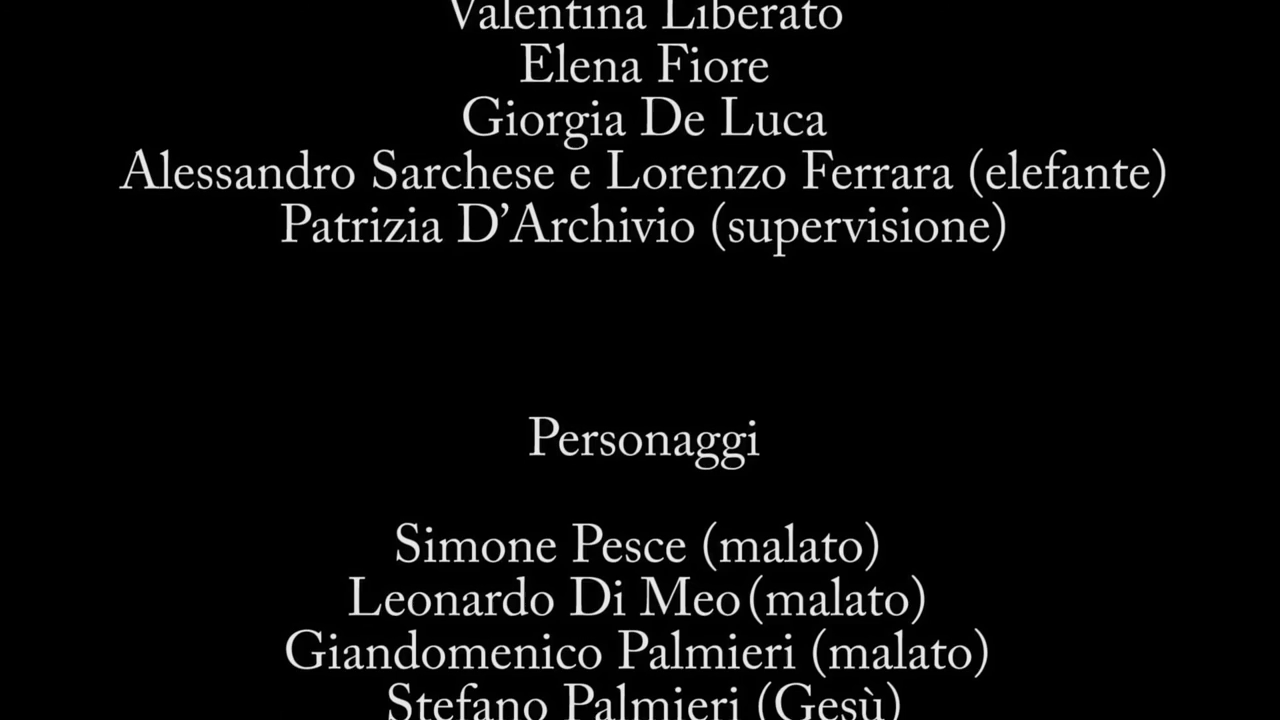 Valentina Liberato
Elena Fiore
Giorgia De Luca
Alessandro Sarchese e Lorenzo Ferrara (elefante)
Patrizia D’Archivio (supervisione)
Personaggi
Simone Pesce (malato)
Leonardo Di Meo (malato)
Giandomenico Palmieri (malato)
Stefano Palmieri (Gesù)